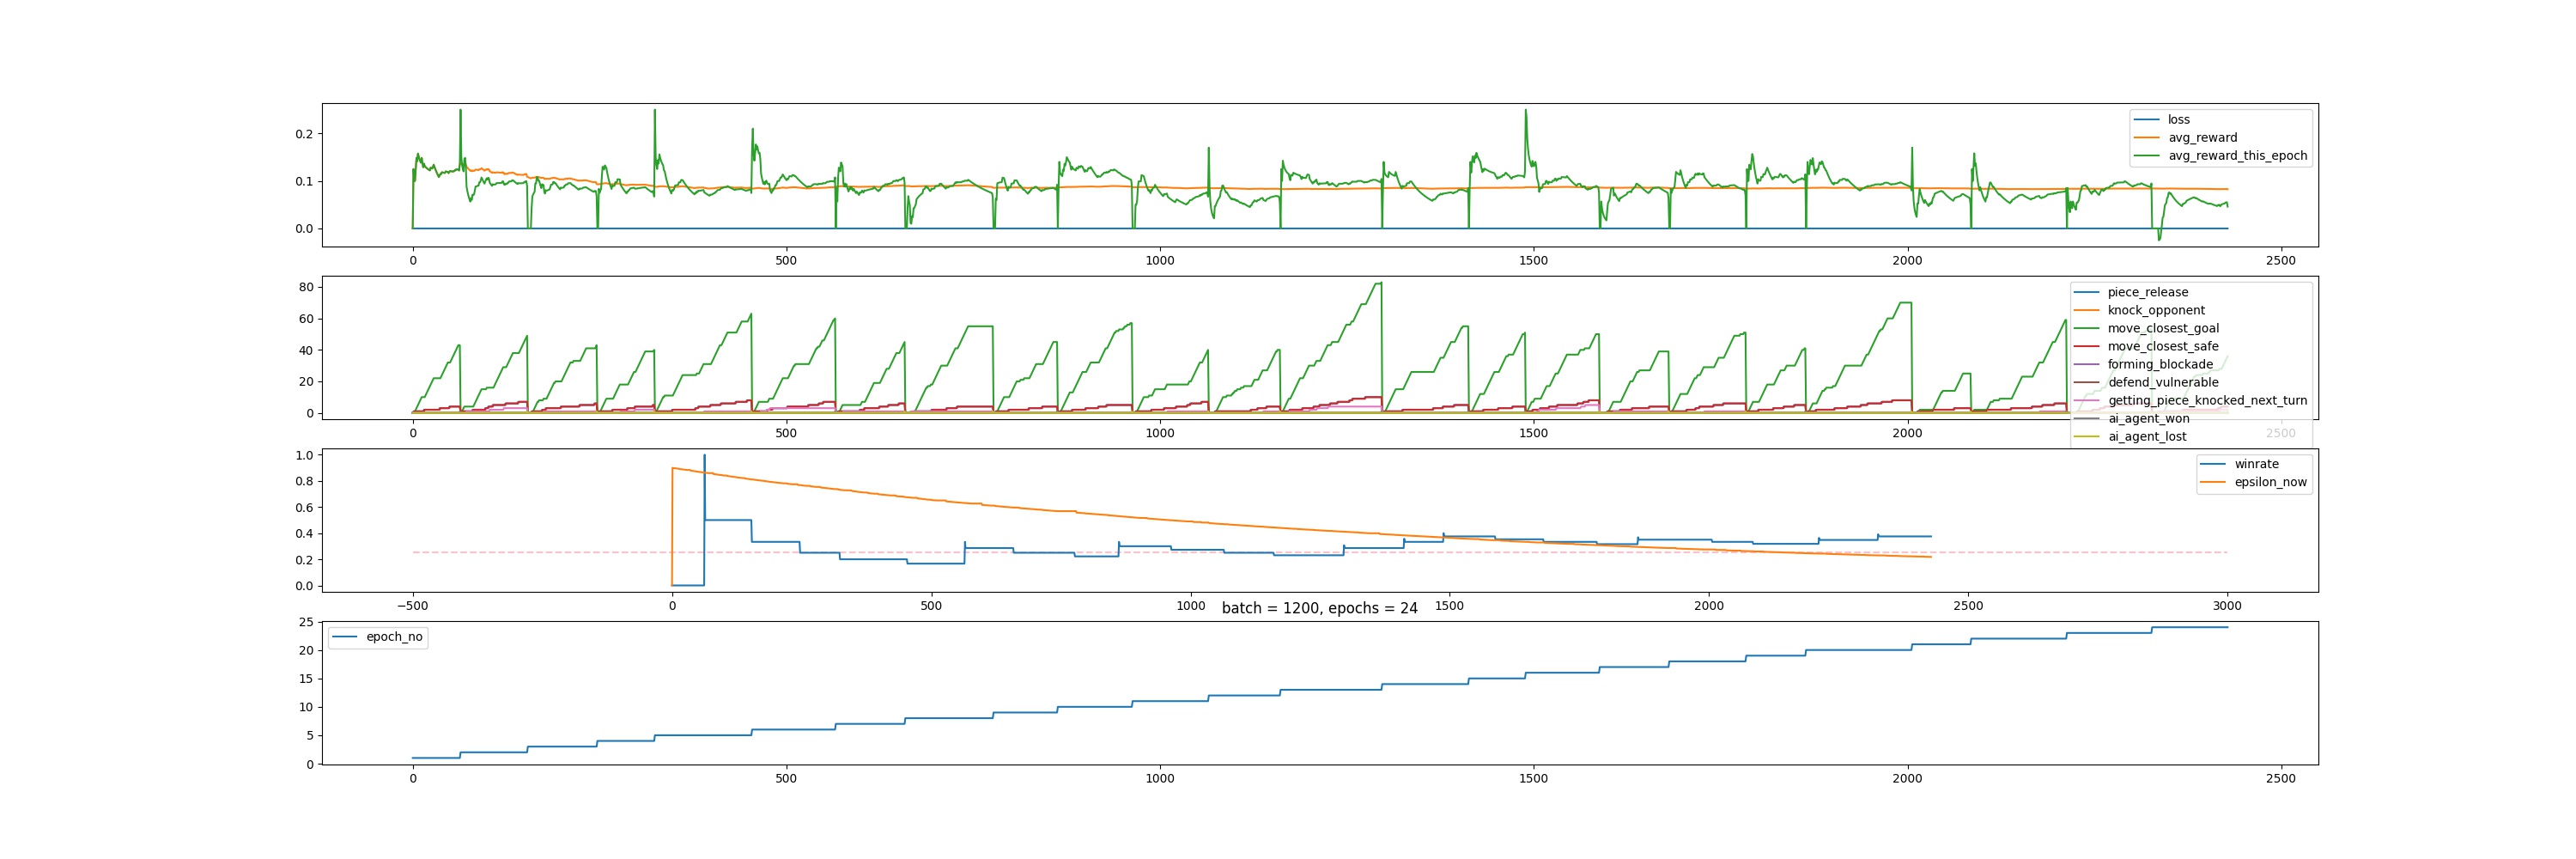 0.2
0.1
0.0
loss
avg_reward
avg_reward_this_epoch
0 500 1000 1500 2000 2500
80
60
40
20
0
piece_release
knock_opponent
move_closest_goal
move_closest_safe
forming_blockade
defend_vulnerable
getting_piece_knocked_next_turn
ai_agent_won
ai_agent_lost
0 500 1000 1500 2000 2500
1.0
0.8
0.6
0.4
0.2
0.0
winrate
epsilon_now
−500 0 500 1000 1500 2000 2500 3000
batch = 1200, epochs = 24
25
20
15
10
5
0
epoch_no
0 500 1000 1500 2000 2500